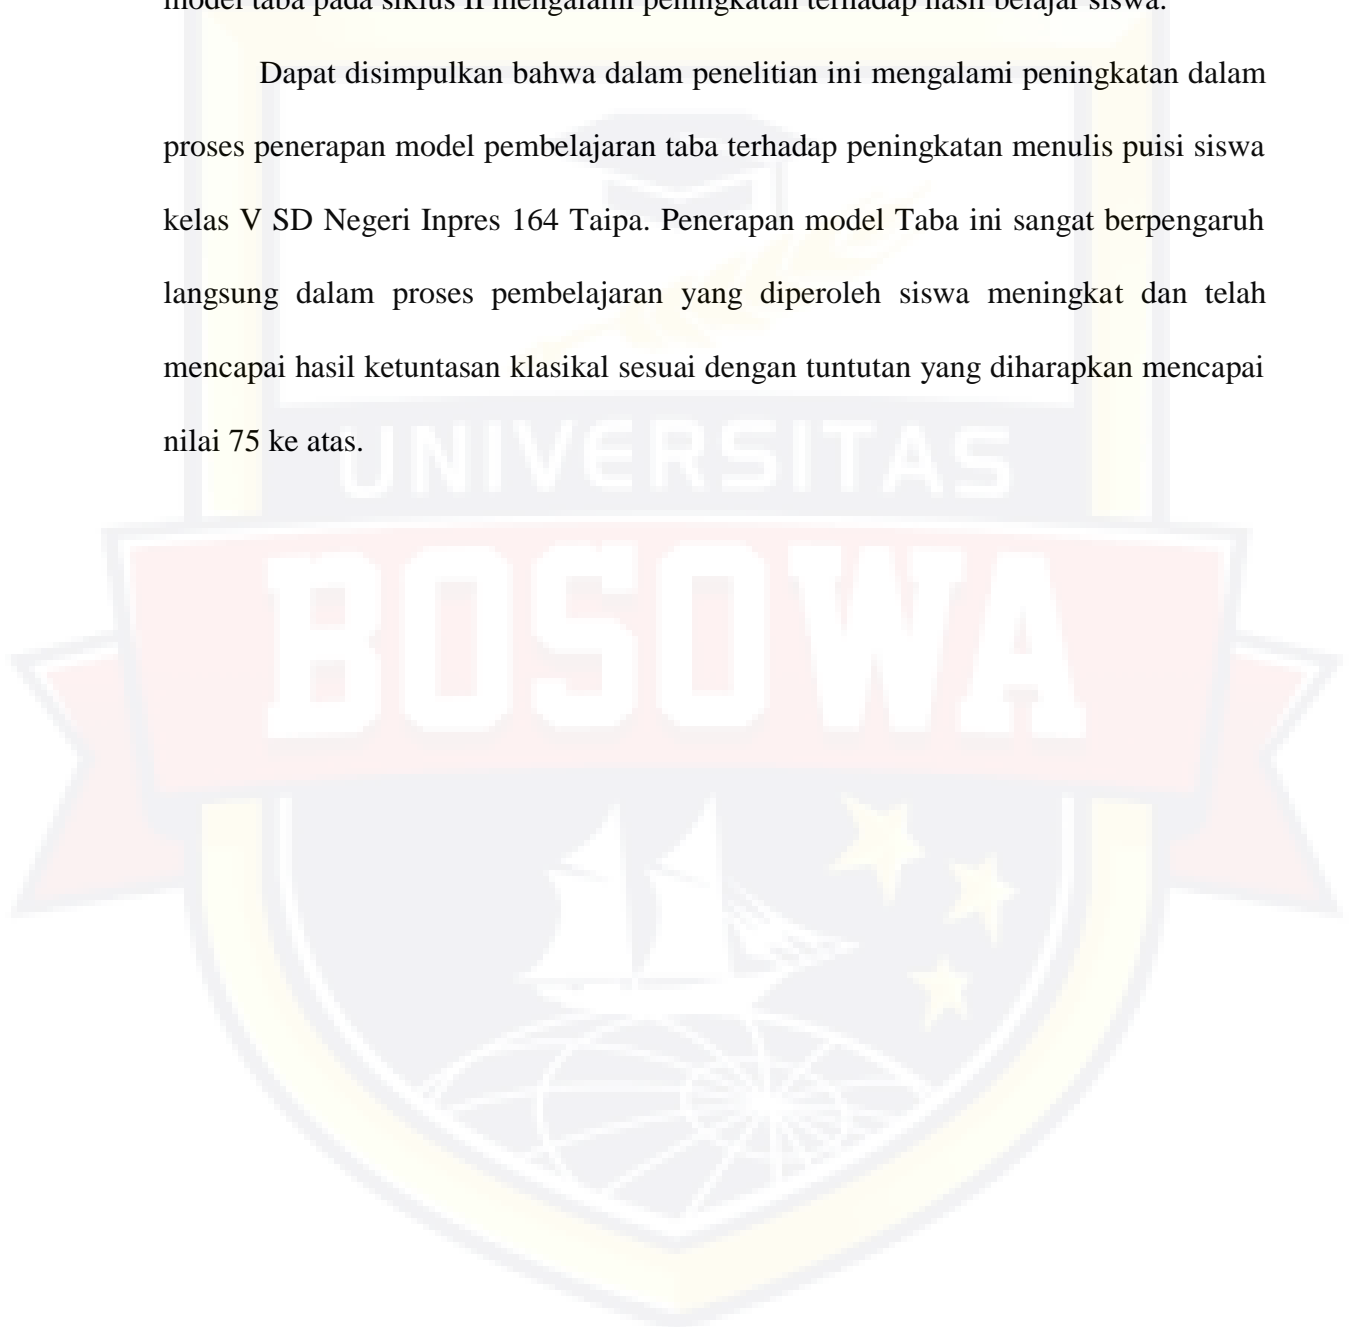 model taba pada siklus II mengalami peningkatan terhadap hasil belajar siswa.
Dapat disimpulkan bahwa dalam penelitian ini mengalami peningkatan dalam
proses penerapan model pembelajaran taba terhadap peningkatan menulis puisi siswa
kelas V SD Negeri Inpres 164 Taipa. Penerapan model Taba ini sangat berpengaruh
langsung dalam proses pembelajaran yang diperoleh siswa meningkat dan telah
mencapai hasil ketuntasan klasikal sesuai dengan tuntutan yang diharapkan mencapai
nilai 75 ke atas.
UNIVERSITAS
BOSOWA